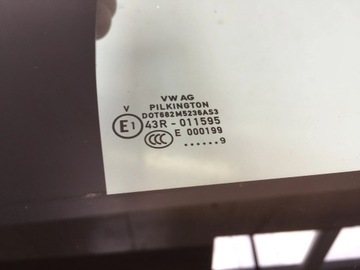 VW AG
PILKINGTON
DOT682M5236AS3
V
E1 43R - 011595
CCC E 000199
......9